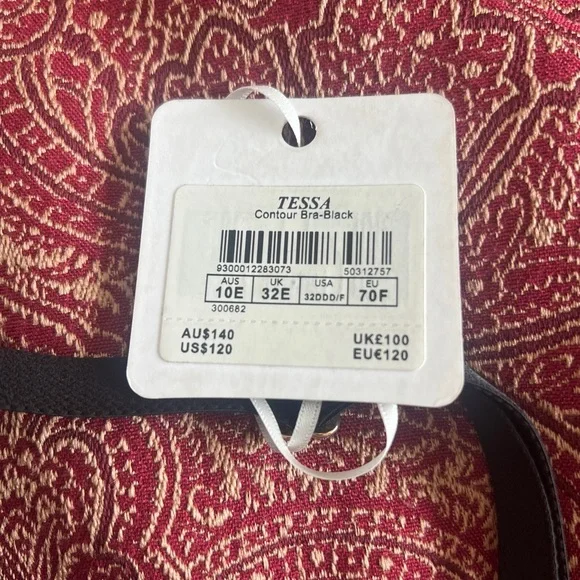 TESSA
Contour Bra-Black
9300012283073 50312757
AUS UK USA EU
10E 32E 32DDD/F 70F
300682
AU$140 UK£100
US$120 EU€120